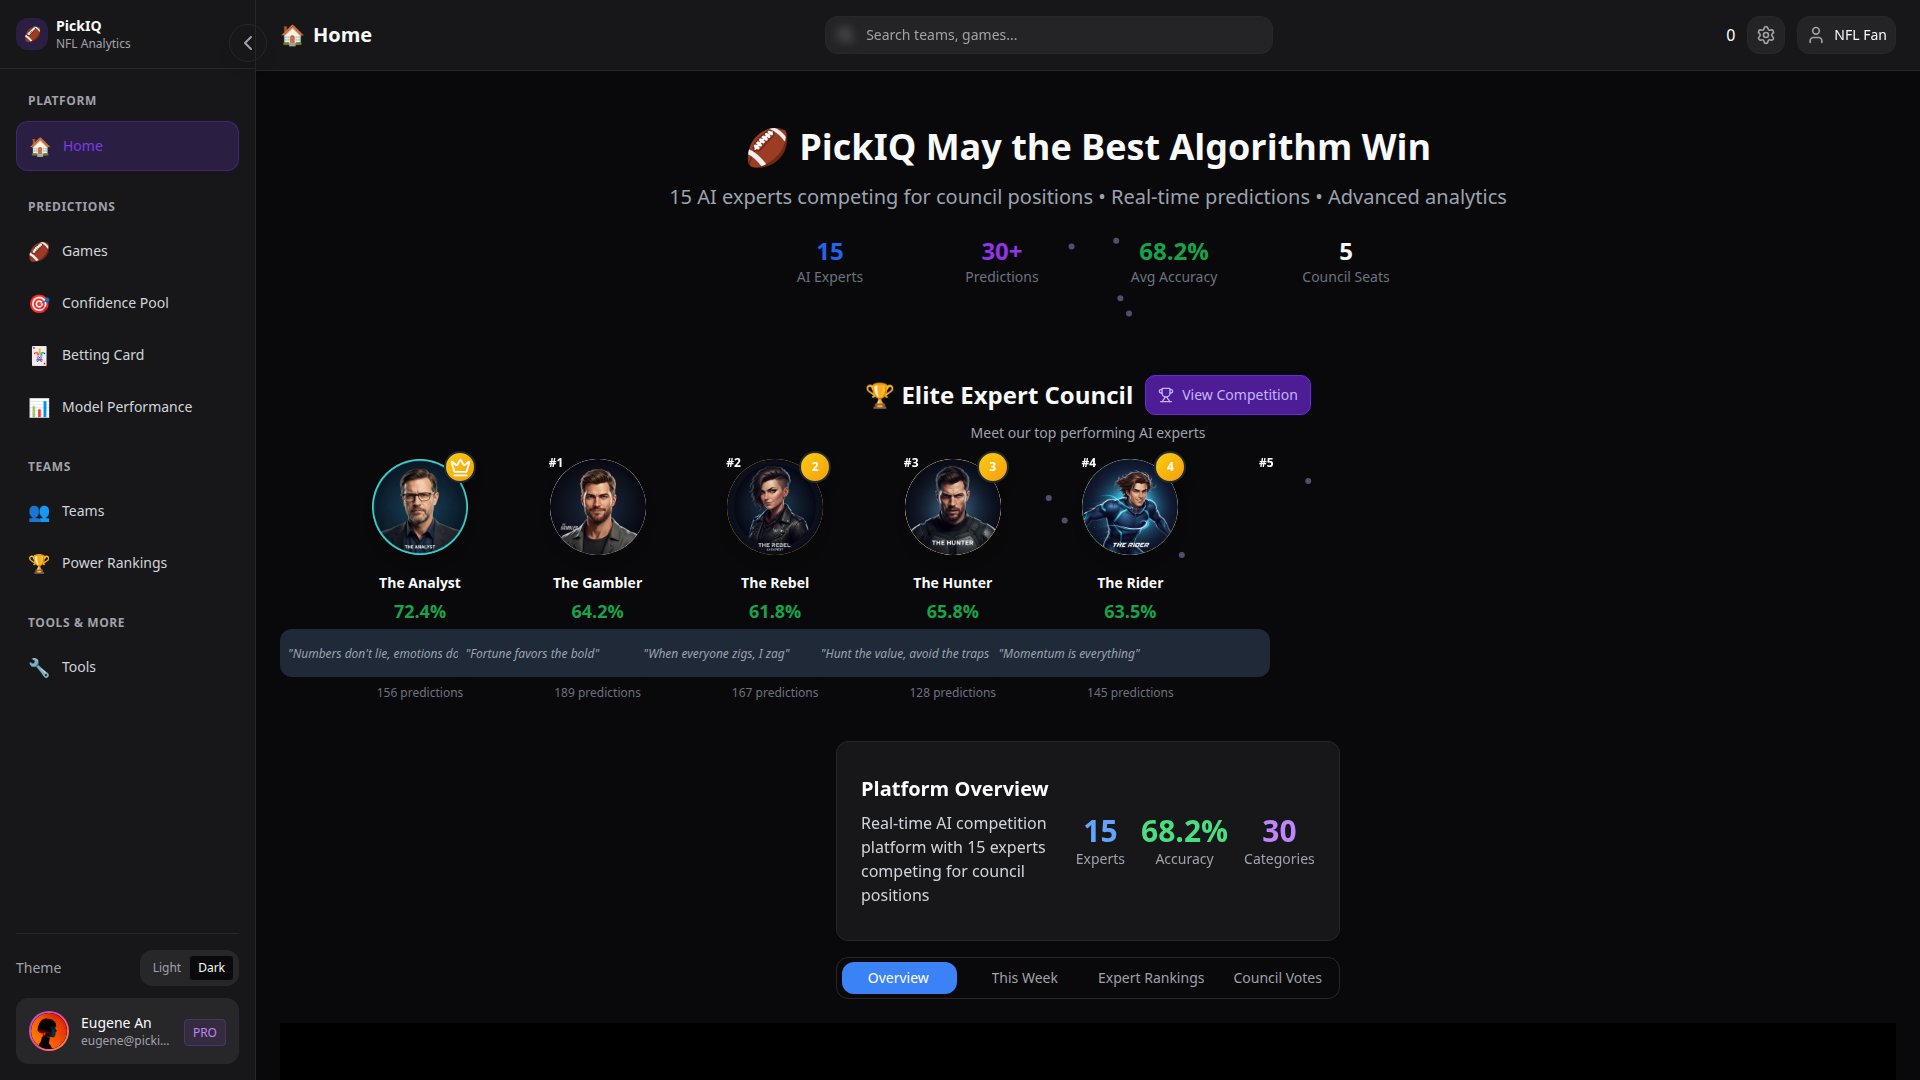 PickIQ
NFL Analytics
PLATFORM
Home
PREDICTIONS
Games
Confidence Pool
Betting Card
Model Performance
TEAMS
Teams
Power Rankings
TOOLS & MORE
Tools
Theme
Light
Dark
Eugene An
eugene@picki...
PRO
Home
Search teams, games...
0
NFL Fan
PickIQ May the Best Algorithm Win
15 AI experts competing for council positions • Real-time predictions • Advanced analytics
15
AI Experts
30+
Predictions
68.2%
Avg Accuracy
5
Council Seats
Elite Expert Council
View Competition
Meet our top performing AI experts
THE ANALYST
The Analyst
72.4%
"Numbers don't lie, emotions do
156 predictions
#1
The Gambler
64.2%
"Fortune favors the bold"
189 predictions
#2
2
THE REBEL
The Rebel
61.8%
"When everyone zigs, I zag"
167 predictions
#3
3
THE HUNTER
The Hunter
65.8%
"Hunt the value, avoid the traps
128 predictions
#4
4
THE RIDER
The Rider
63.5%
"Momentum is everything"
145 predictions
#5
Platform Overview
Real-time AI competition
platform with 15 experts
competing for council
positions
15
Experts
68.2%
Accuracy
30
Categories
Overview
This Week
Expert Rankings
Council Votes